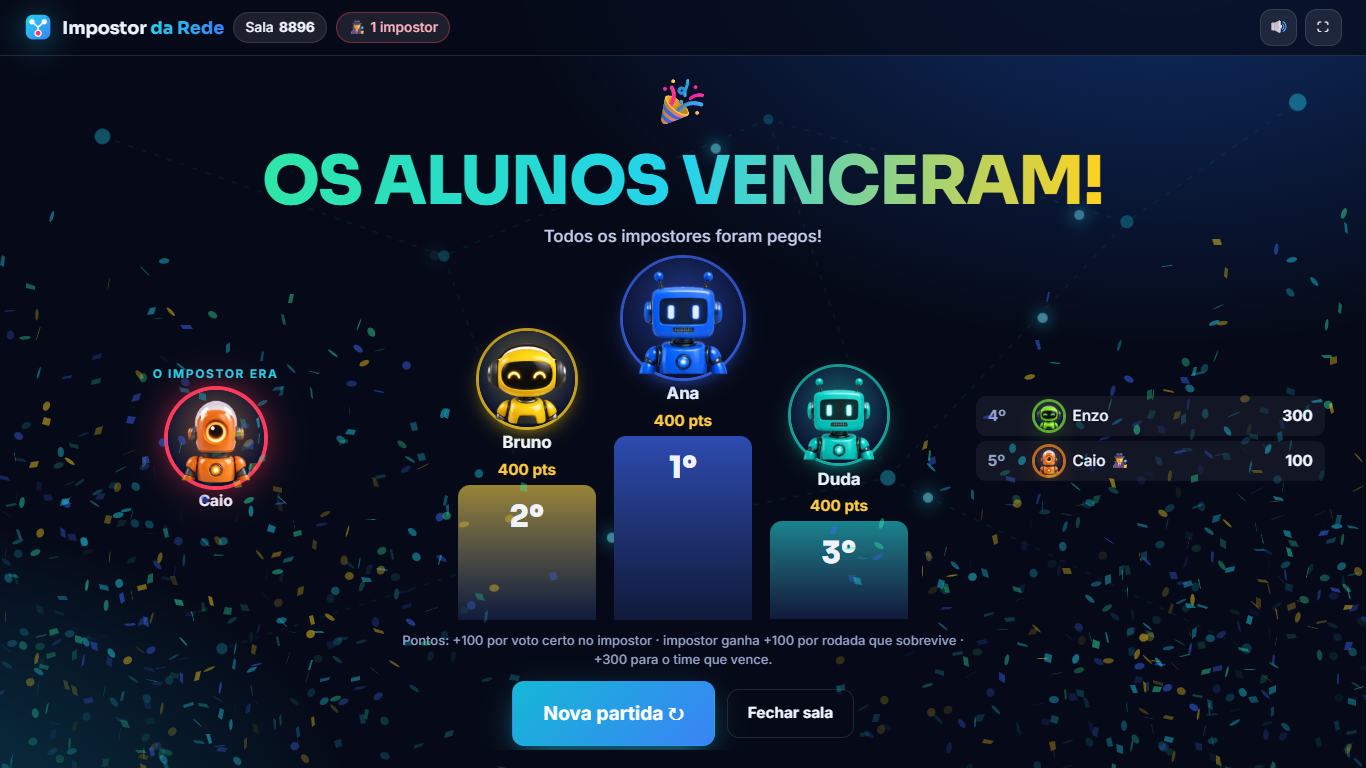 Impostor da Rede
Sala 8896
1 impostor
OS ALUNOS VENCERAM!
Todos os impostores foram pegos!
O IMPOSTOR ERA
Caio
Bruno
400 pts
2º
Ana
400 pts
1º
Duda
400 pts
3º
4º Enzo 300
5º Caio 100
Pontos: +100 por voto certo no impostor · impostor ganha +100 por rodada que sobrevive ·
+300 para o time que vence.
Nova partida ↻
Fechar sala